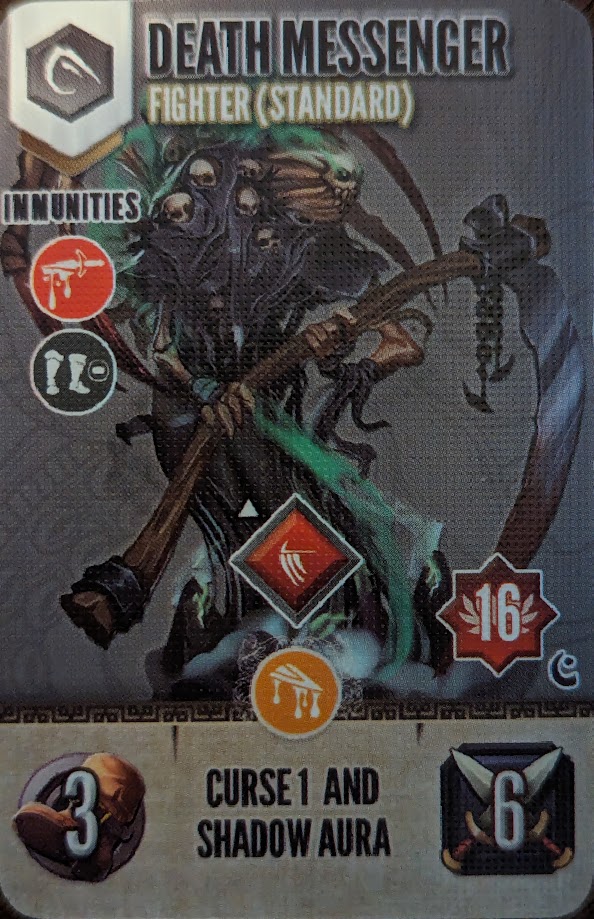 DEATH MESSENGER
FIGHTER (STANDARD)
IMMUNITIES
16
3
CURSE 1 AND
SHADOW AURA
6